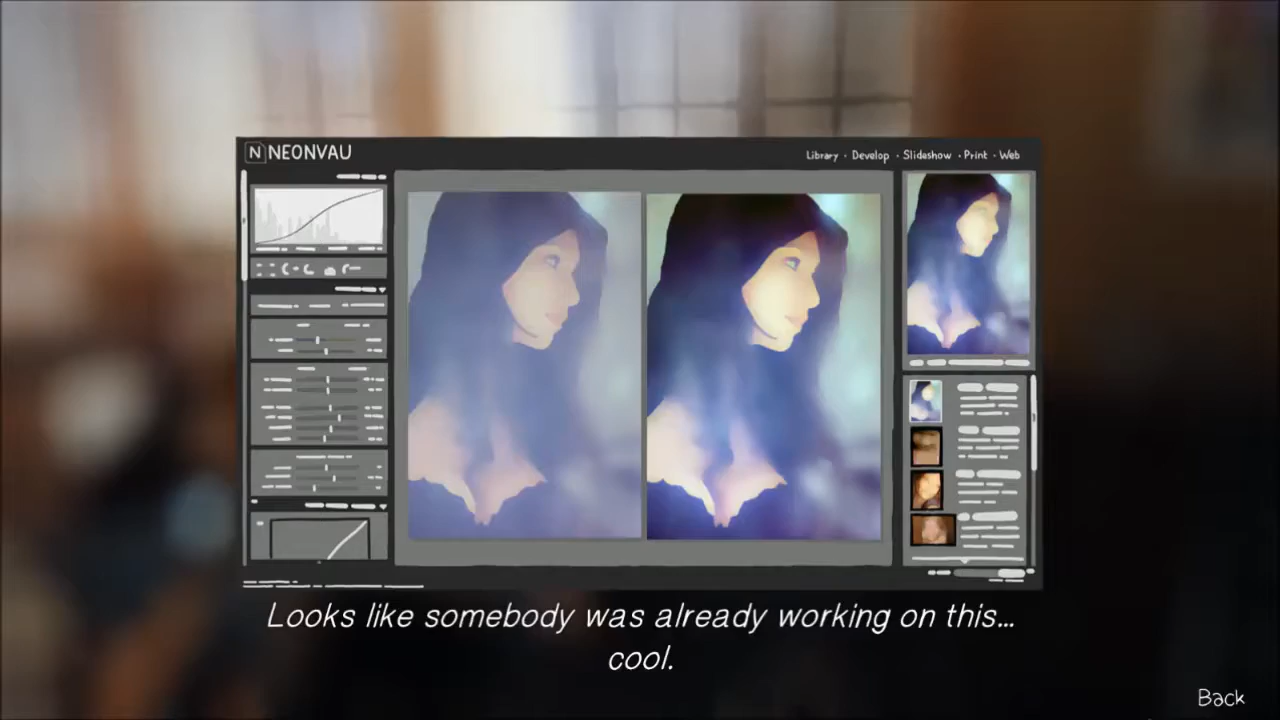 N NEONVAU
Library · Develop · Slideshow · Print · Web
Looks like somebody was already working on this...
cool.
Back